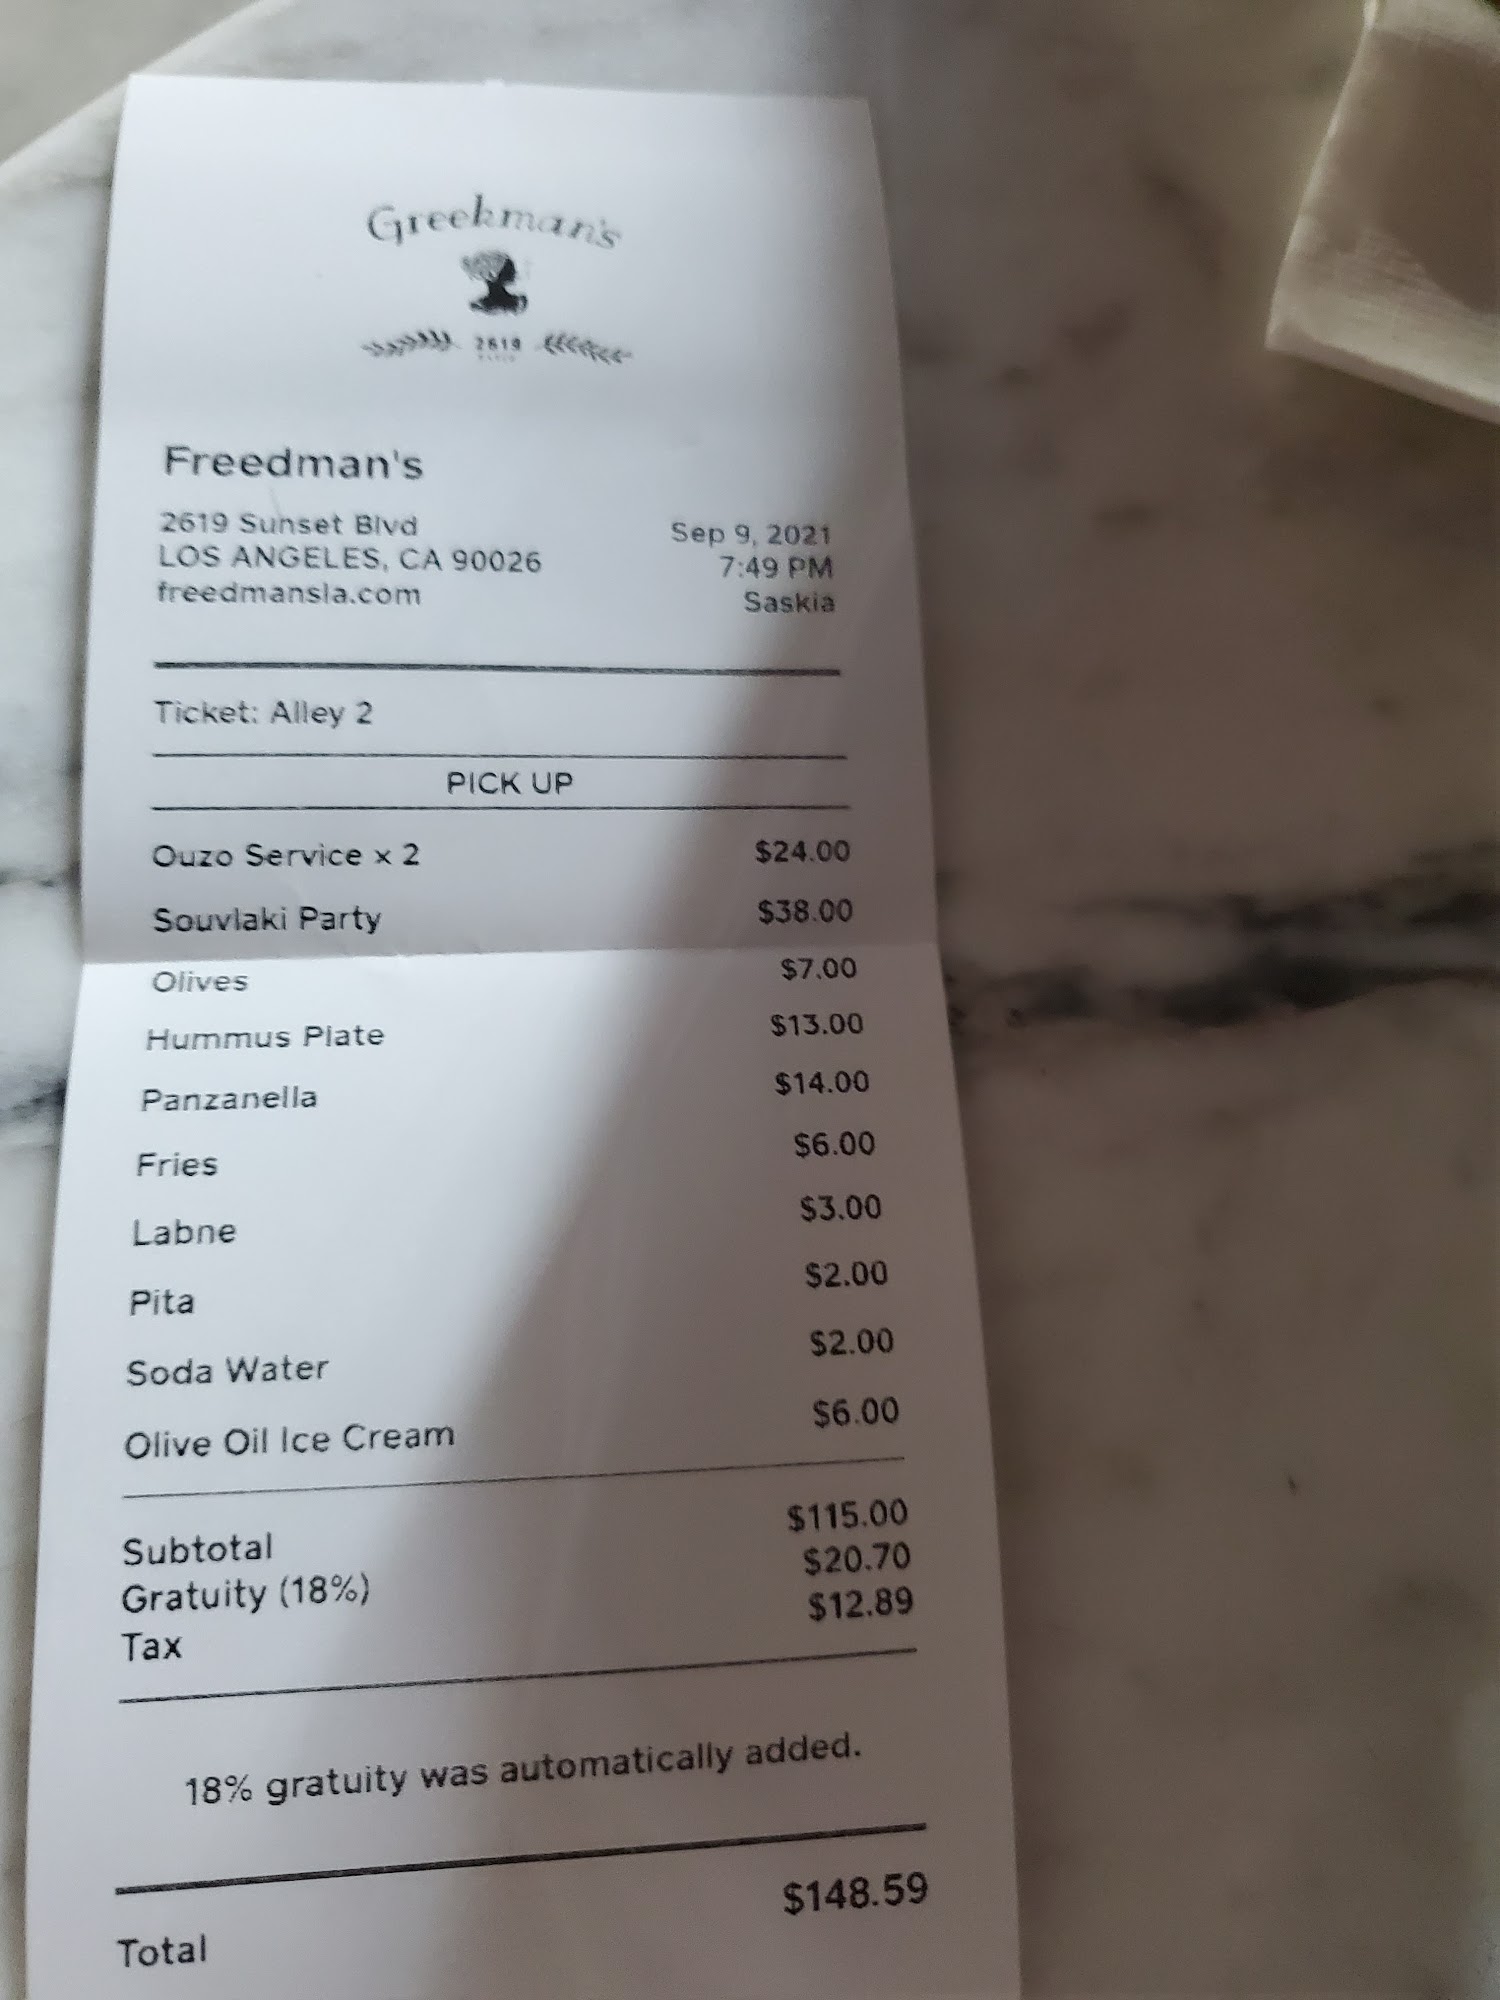 Greekman's
2619
Freedman's
2619 Sunset Blvd
LOS ANGELES, CA 90026
freedmansla.com
Sep 9, 2021
7:49 PM
Saskia
Ticket: Alley 2
PICK UP
Ouzo Service x 2 $24.00
Souvlaki Party $38.00
Olives $7.00
Hummus Plate $13.00
Panzanella $14.00
Fries $6.00
Labne $3.00
Pita $2.00
Soda Water $2.00
Olive Oil Ice Cream $6.00
Subtotal $115.00
Gratuity (18%) $20.70
Tax $12.89
18% gratuity was automatically added.
Total $148.59